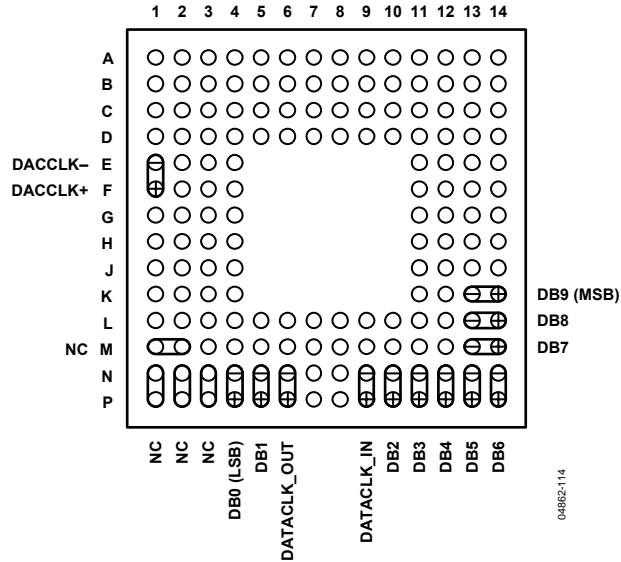 1 2 3 4 5 6 7 8 9 10 11 12 13 14
A
B
C
D
DACCLK– E
DACCLK+ F
G
H
J
K DB9 (MSB)
L DB8
NC M DB7
N
P
NC
NC
NC
DB0 (LSB)
DB1
DATACLK_OUT
DATACLK_IN
DB2
DB3
DB4
DB5
DB6
04862-114